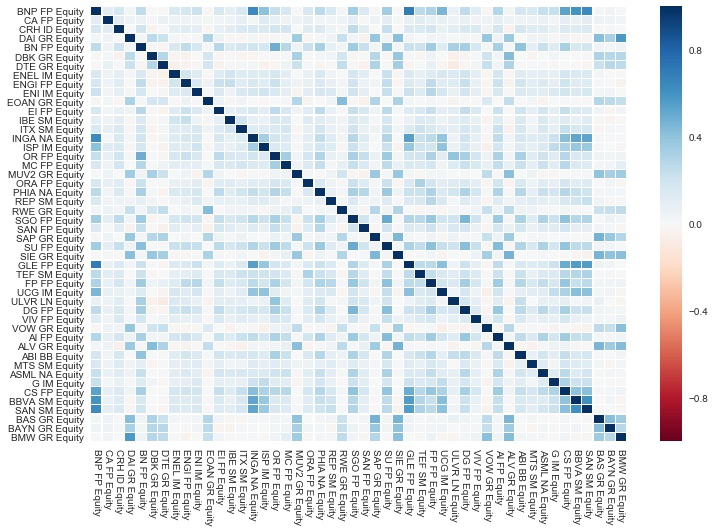 BNP FP Equity
CA FP Equity
CRH ID Equity
DAI GR Equity
BN FP Equity
DBK GR Equity
DTE GR Equity
ENEL IM Equity
ENGI FP Equity
ENI IM Equity
EOAN GR Equity
EI FP Equity
IBE SM Equity
ITX SM Equity
INGA NA Equity
ISP IM Equity
OR FP Equity
MC FP Equity
MUV2 GR Equity
ORA FP Equity
PHIA NA Equity
REP SM Equity
RWE GR Equity
SGO FP Equity
SAN FP Equity
SAP GR Equity
SU FP Equity
SIE GR Equity
GLE FP Equity
TEF SM Equity
FP FP Equity
UCG IM Equity
ULVR LN Equity
DG FP Equity
VIV FP Equity
VOW GR Equity
AI FP Equity
ALV GR Equity
ABI BB Equity
MTS SM Equity
ASML NA Equity
G IM Equity
CS FP Equity
BBVA SM Equity
SAN SM Equity
BAS GR Equity
BAYN GR Equity
BMW GR Equity
BNP FP Equity
CA FP Equity
CRH ID Equity
DAI GR Equity
BN FP Equity
DBK GR Equity
DTE GR Equity
ENEL IM Equity
ENGI FP Equity
ENI IM Equity
EOAN GR Equity
EI FP Equity
IBE SM Equity
ITX SM Equity
INGA NA Equity
ISP IM Equity
OR FP Equity
MC FP Equity
MUV2 GR Equity
ORA FP Equity
PHIA NA Equity
REP SM Equity
RWE GR Equity
SGO FP Equity
SAN FP Equity
SAP GR Equity
SU FP Equity
SIE GR Equity
GLE FP Equity
TEF SM Equity
FP FP Equity
UCG IM Equity
ULVR LN Equity
DG FP Equity
VIV FP Equity
VOW GR Equity
AI FP Equity
ALV GR Equity
ABI BB Equity
MTS SM Equity
ASML NA Equity
G IM Equity
CS FP Equity
BBVA SM Equity
SAN SM Equity
BAS GR Equity
BAYN GR Equity
BMW GR Equity
0.8
0.4
0.0
−0.4
−0.8